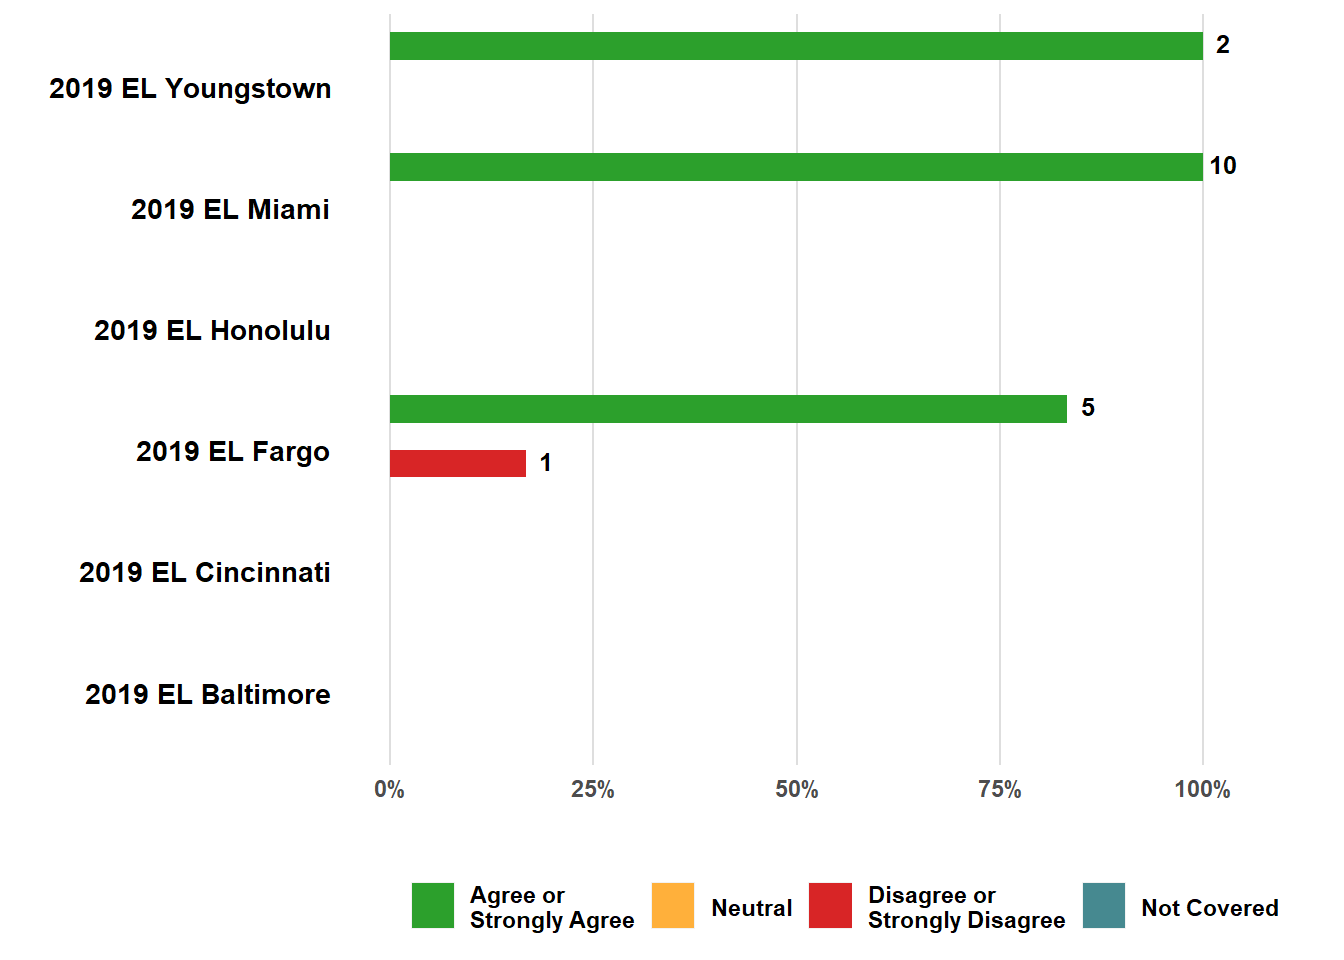 2
2019 EL Youngstown
10
2019 EL Miami
2019 EL Honolulu
5
2019 EL Fargo
1
2019 EL Cincinnati
2019 EL Baltimore
0% 25% 50% 75% 100%
Agree or
Strongly Agree
Neutral
Disagree or
Strongly Disagree
Not Covered